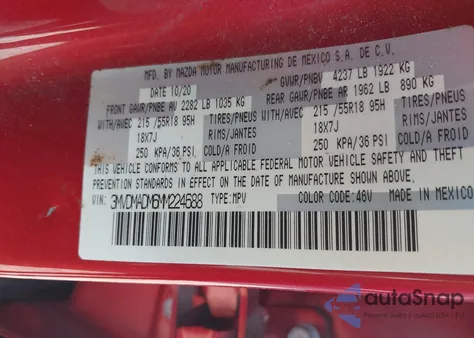 MFD. BY MAZDA MOTOR MANUFACTURING DE MEXICO S.A. DE C.V.
DATE 10/20 GVWR/PNBV 4237 LB 1922 KG
FRONT GAWR/PNBE AV 2282 LB 1035 KG REAR GAWR/PNBE AR 1962 LB 890 KG
WITH/AVEC 215 /55R18 95H TIRES/PNEUS WITH/AVEC 215 /55R18 95H TIRES/PNEUS
18X7J RIMS/JANTES 18X7J RIMS/JANTES
250 KPA/36 PSI COLD/A FROID 250 KPA/36 PSI COLD/A FROID
THIS VEHICLE CONFORMS TO ALL APPLICABLE FEDERAL MOTOR VEHICLE SAFETY AND THEFT
PREVENTION STANDARDS IN EFFECT ON THE DATE OF MANUFACTURE SHOWN ABOVE.
VIN: 3MVDMADM5MM224588 TYPE:MPV COLOR CODE:46V MADE IN MEXICO
autoSnap